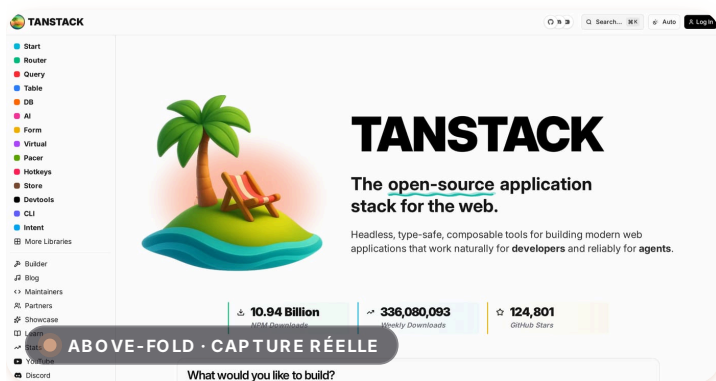 TANSTACK
Search... ⌘K
Auto
Log In
Start
Router
Query
Table
DB
AI
Form
Virtual
Pacer
Hotkeys
Store
Devtools
CLI
Intent
More Libraries
Builder
Blog
Maintainers
Partners
Showcase
Learn
Stats
YouTube
Discord
TANSTACK
The open-source application
stack for the web.
Headless, type-safe, composable tools for building modern web
applications that work naturally for developers and reliably for agents.
10.94 Billion
NPM Downloads
336,080,093
Weekly Downloads
124,801
GitHub Stars
ABOVE-FOLD · CAPTURE RÉELLE
What would you like to build?